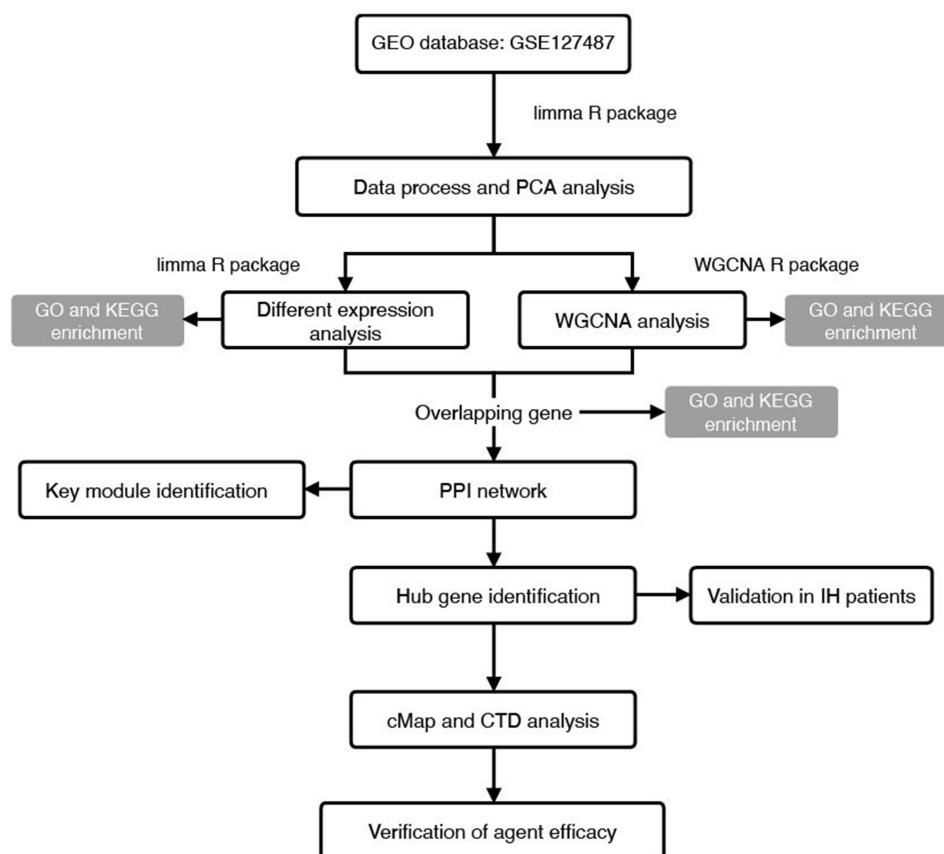 GEO database: GSE127487
limma R package
Data process and PCA analysis
limma R package
WGCNA R package
GO and KEGG
enrichment
Different expression
analysis
WGCNA analysis
GO and KEGG
enrichment
Overlapping gene
GO and KEGG
enrichment
Key module identification
PPI network
Hub gene identification
Validation in IH patients
cMap and CTD analysis
Verification of agent efficacy